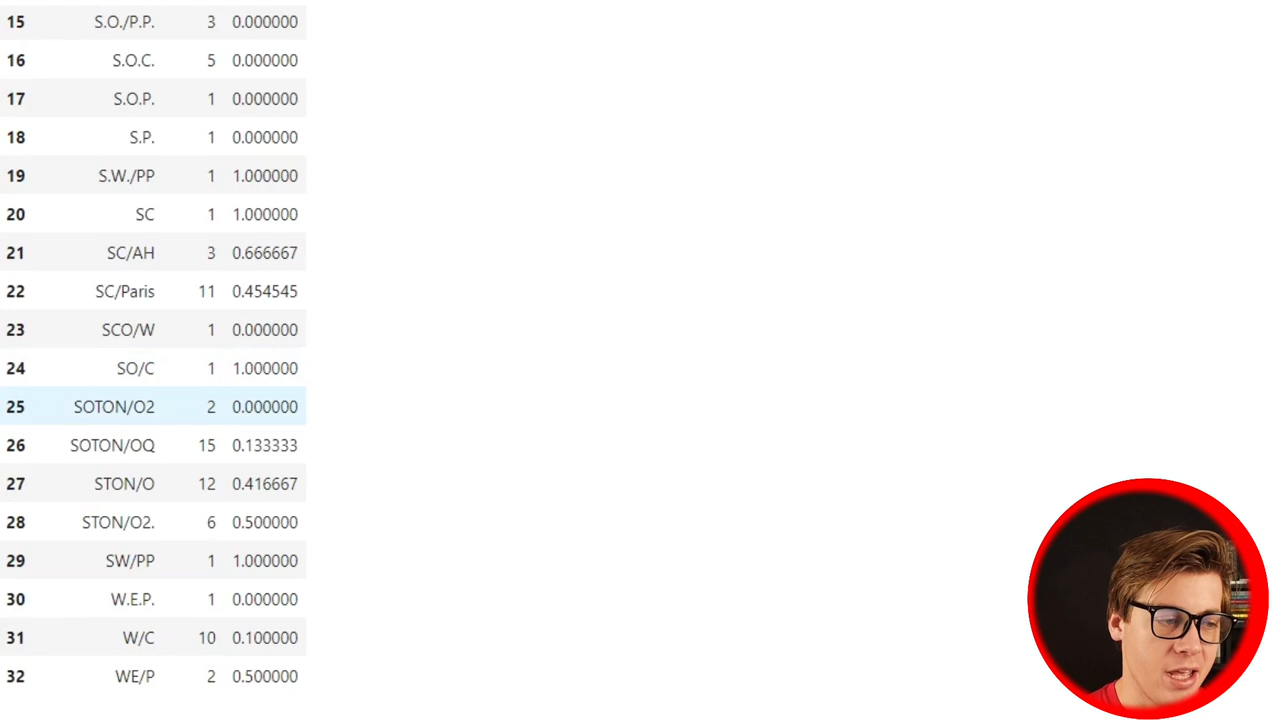 15 S.O./P.P. 3 0.000000
16 S.O.C. 5 0.000000
17 S.O.P. 1 0.000000
18 S.P. 1 0.000000
19 S.W./PP 1 1.000000
20 SC 1 1.000000
21 SC/AH 3 0.666667
22 SC/Paris 11 0.454545
23 SCO/W 1 0.000000
24 SO/C 1 1.000000
25 SOTON/O2 2 0.000000
26 SOTON/OQ 15 0.133333
27 STON/O 12 0.416667
28 STON/O2. 6 0.500000
29 SW/PP 1 1.000000
30 W.E.P. 1 0.000000
31 W/C 10 0.100000
32 WE/P 2 0.500000